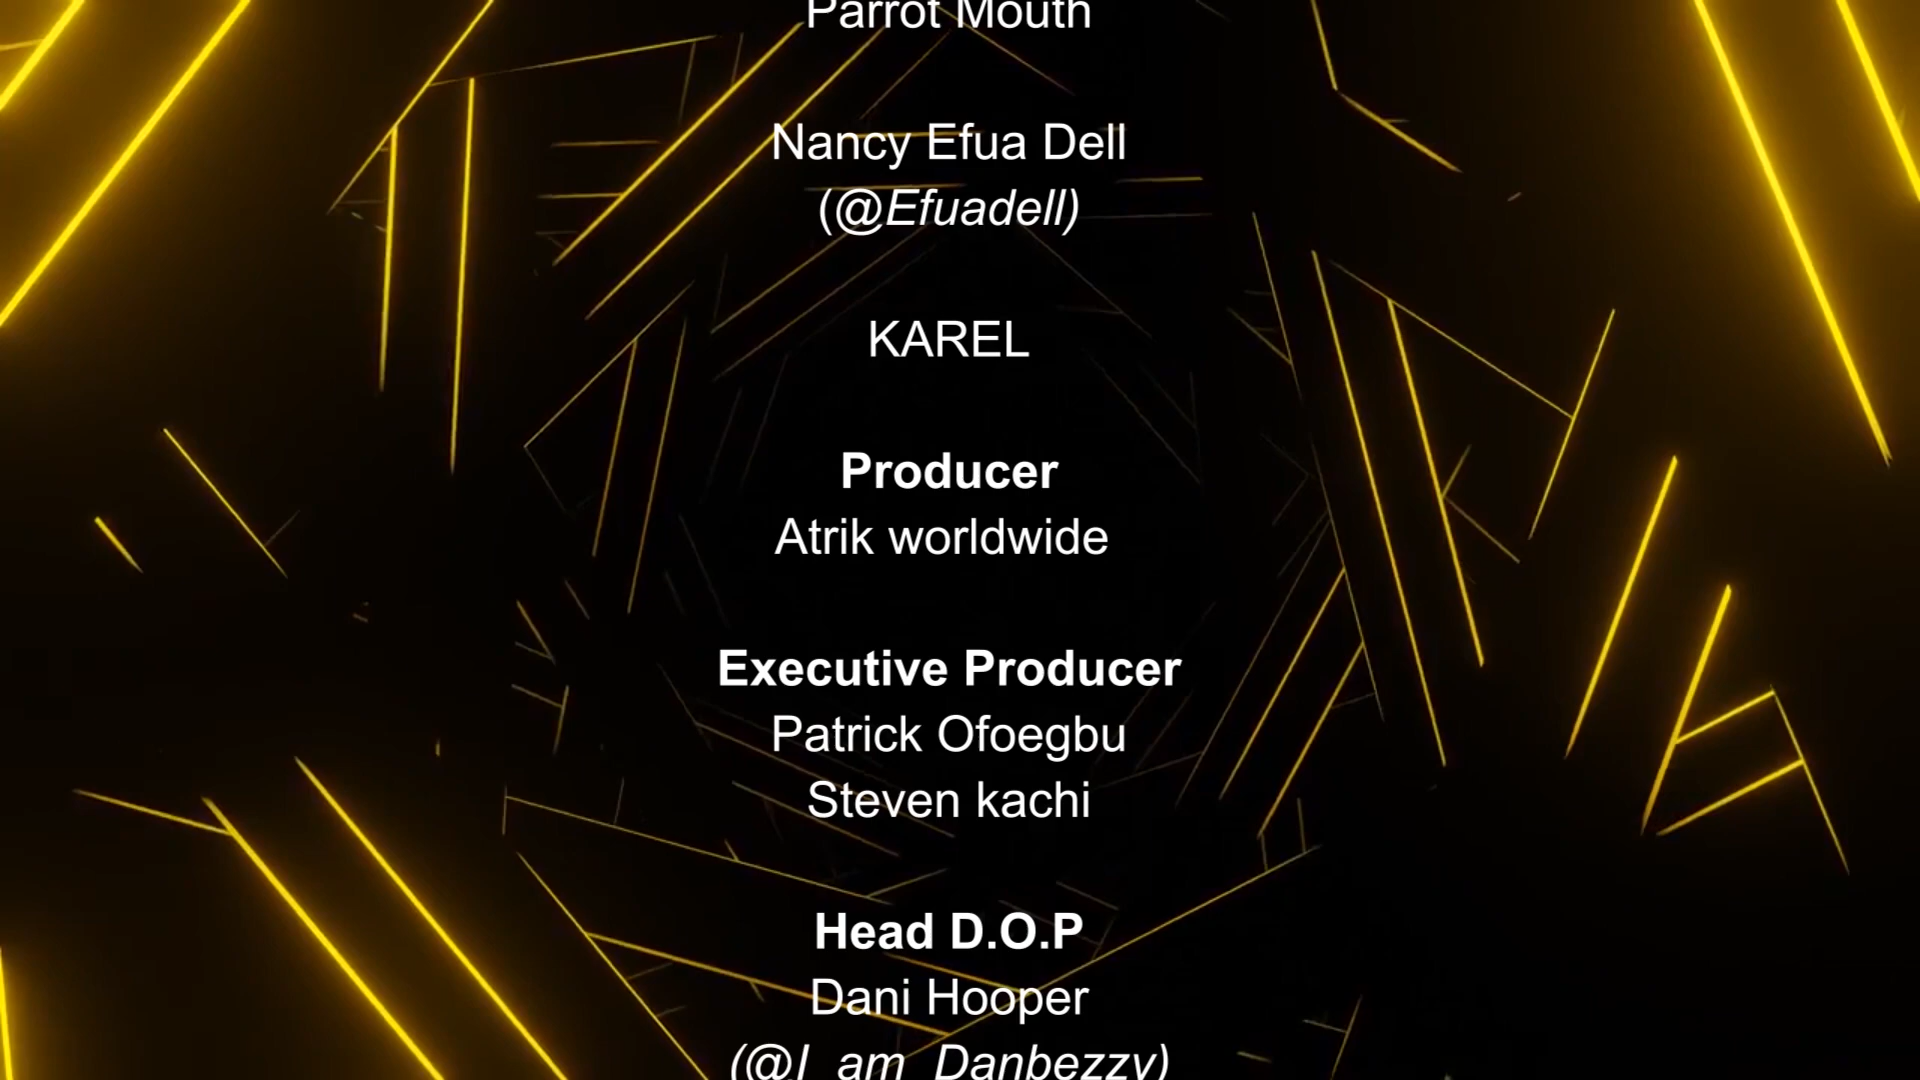 Parrot Mouth
Nancy Efua Dell
(@Efuadell)
KAREL
Producer
Atrik worldwide
Executive Producer
Patrick Ofoegbu
Steven kachi
Head D.O.P
Dani Hooper
(@I_am_Danbezzy)